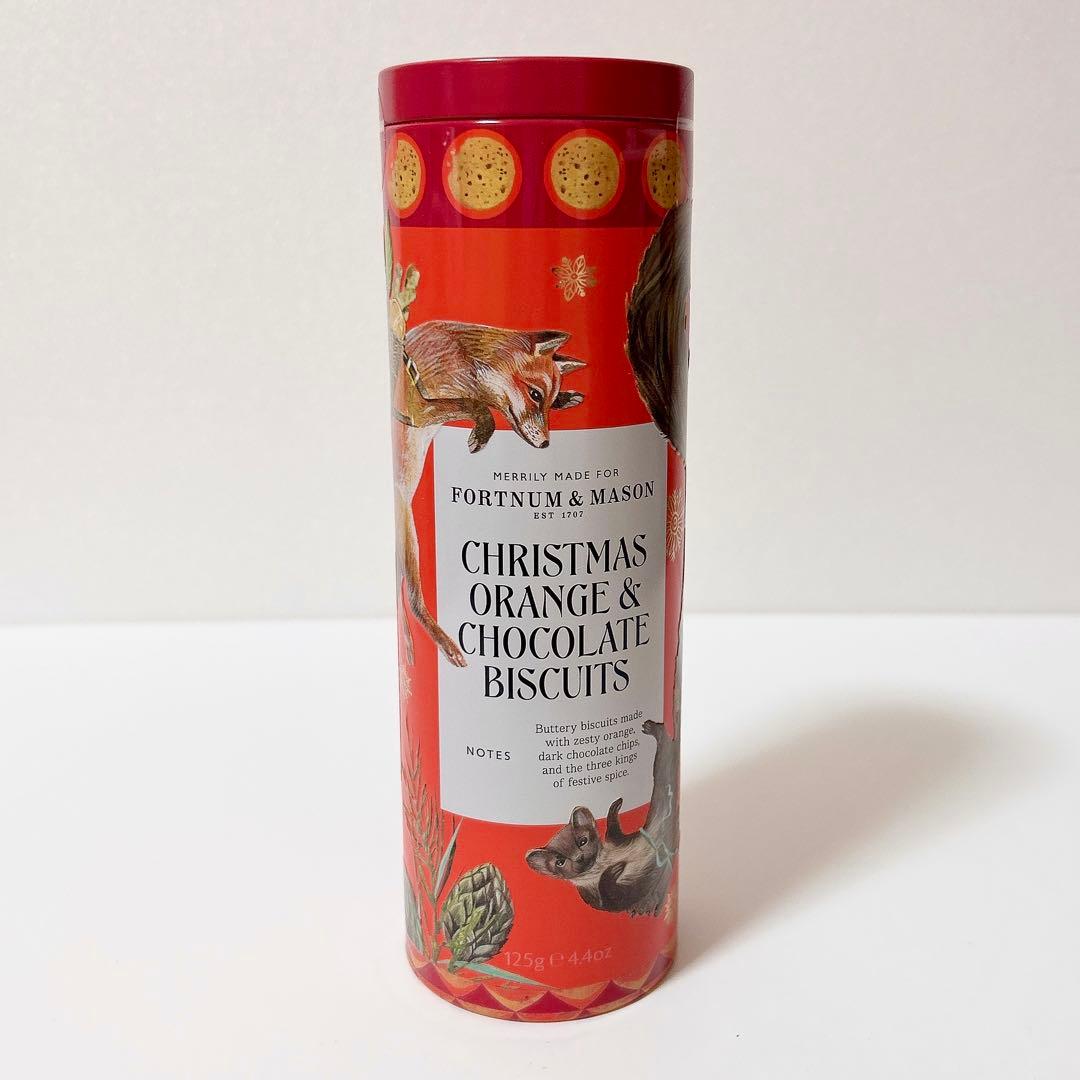 MERRILY MADE FOR
FORTNUM & MASON
EST 1707
CHRISTMAS
ORANGE &
CHOCOLATE
BISCUITS
NOTES
Buttery biscuits made
with zesty orange,
dark chocolate chips,
and the three kings
of festive spice.
125g ℮ 4.4oz